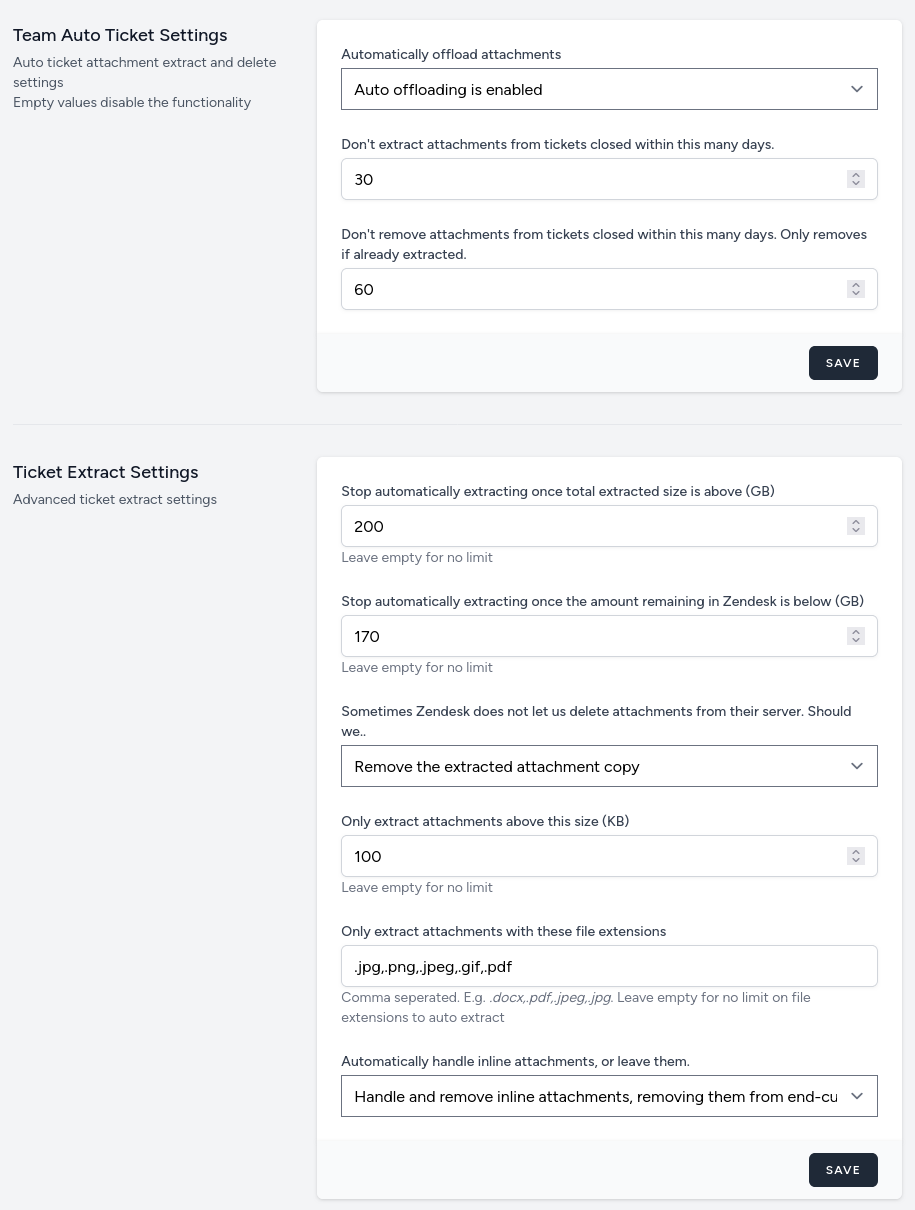 Team Auto Ticket Settings
Auto ticket attachment extract and delete
settings
Empty values disable the functionality
Automatically offload attachments
Auto offloading is enabled
Don't extract attachments from tickets closed within this many days.
30
Don't remove attachments from tickets closed within this many days. Only removes
if already extracted.
60
SAVE
Ticket Extract Settings
Advanced ticket extract settings
Stop automatically extracting once total extracted size is above (GB)
200
Leave empty for no limit
Stop automatically extracting once the amount remaining in Zendesk is below (GB)
170
Leave empty for no limit
Sometimes Zendesk does not let us delete attachments from their server. Should
we..
Remove the extracted attachment copy
Only extract attachments above this size (KB)
100
Leave empty for no limit
Only extract attachments with these file extensions
.jpg,.png,.jpeg,.gif,.pdf
Comma seperated. E.g. .docx,.pdf,.jpeg,.jpg. Leave empty for no limit on file
extensions to auto extract
Automatically handle inline attachments, or leave them.
Handle and remove inline attachments, removing them from end-cu
SAVE